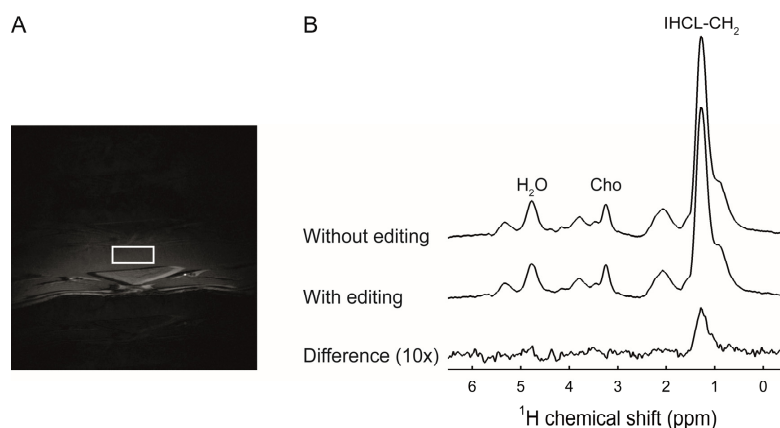 A
B
IHCL-CH₂
H₂O
Cho
Without editing
With editing
Difference (10x)
6 5 4 3 2 1 0
¹H chemical shift (ppm)